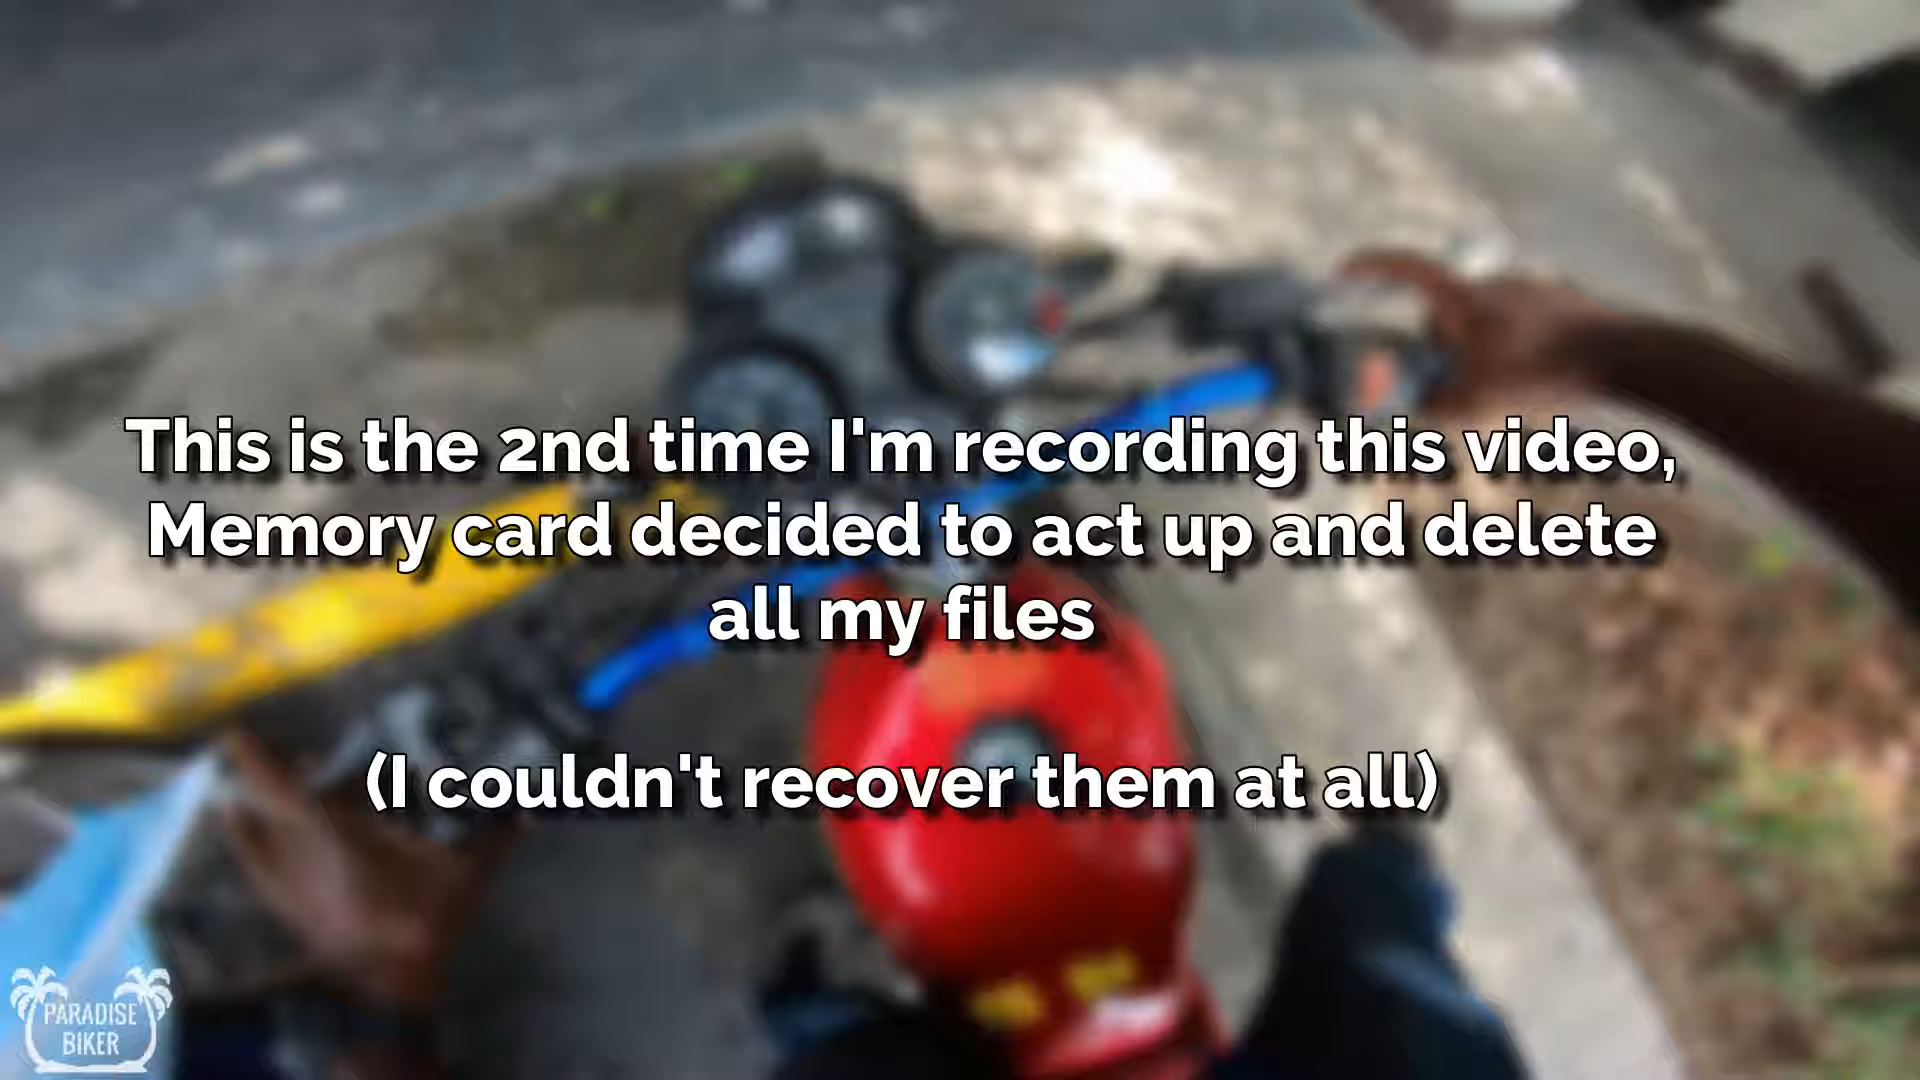 This is the 2nd time I'm recording this video,
Memory card decided to act up and delete
all my files
(I couldn't recover them at all)
PARADISE
BIKER